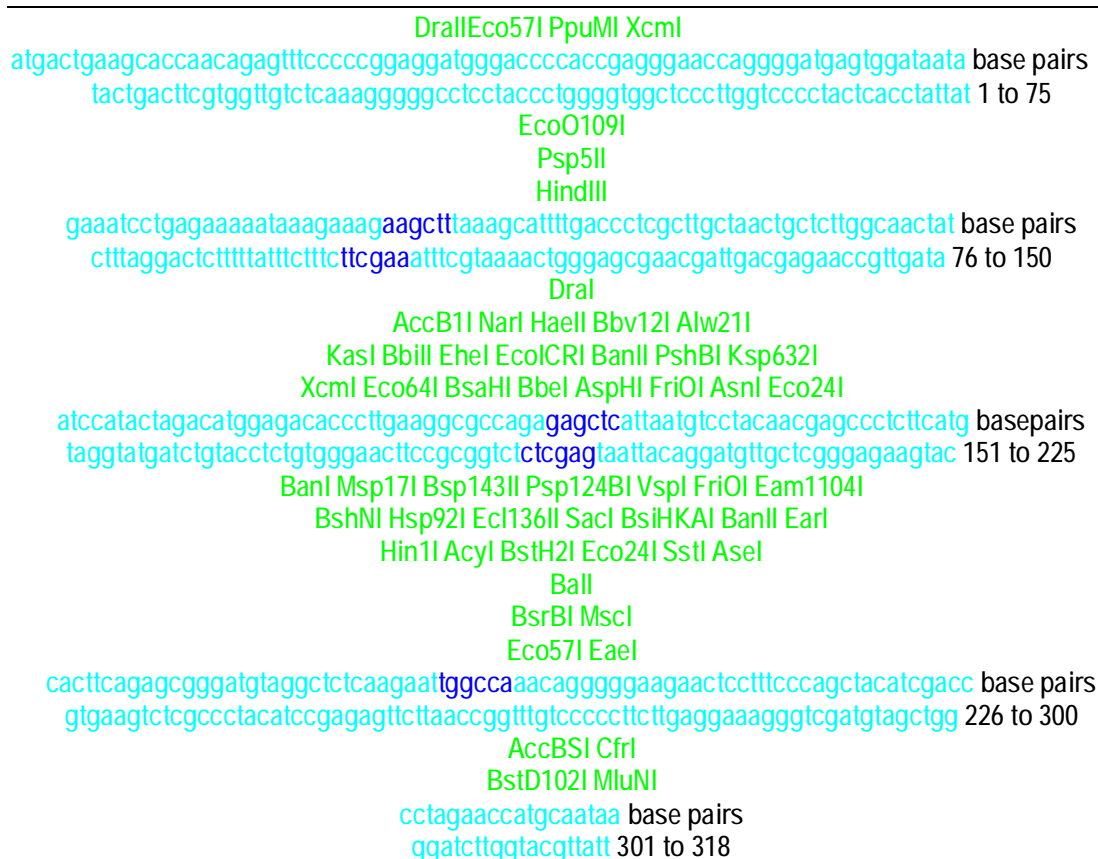 DraIIEco57I PpuMI XcmI
atgactgaagcaccaacagagtttcccccggaggatgggaccccaccgagggaaccaggggatgagtggataata base pairs
tactgacttcgtggttgtctcaaagggggcctcctaccctggggtggctcccttggtcccctactcacctattat 1 to 75
EcoO109I
Psp5II
HindIII
gaaatcctgagaaaaataaagaaagaagctttaaagcattttgaccctcgcttgctaactgctcttggcaactat base pairs
ctttaggactctttttatttctttcttcgaaatttcgtaaaactgggagcgaacgattgacgagaaccgttgata 76 to 150
DraI
AccB1I NarI HaeII Bbv12I Alw21I
KasI BbiII EheI EcoICRI BanII PshBI Ksp632I
XcmI Eco64I BsaHI BbeI AspHI FriOI AsnI Eco24I
atccatactagacatggagacacccttgaaggcgccagagagctcattaatgtcctacaacgagccctcttcatg basepairs
taggtatgatctgtacctctgtgggaacttccgcggtctctcgagtaattacaggatgttgctcgggagaagtac 151 to 225
BanI Msp17I Bsp143II Psp124BI VspI FriOI Eam1104I
BshNI Hsp92I Ecl136II SacI BsiHKAI BanII EarI
Hin1I AcyI BstH2I Eco24I SstI AseI
BalI
BsrBI MscI
Eco57I EaeI
cacttcagagcgggatgtaggctctcaagaattggccaaacagggggaagaactcctttcccagctacatcgacc base pairs
gtgaagtctcgccctacatccgagagttcttaaccggtttgtcccccttcttgaggaaagggtcgatgtagctgg 226 to 300
AccBSI CfrI
BstD102I MluNI
cctagaaccatgcaataa base pairs
ggatcttggtacgttatt 301 to 318